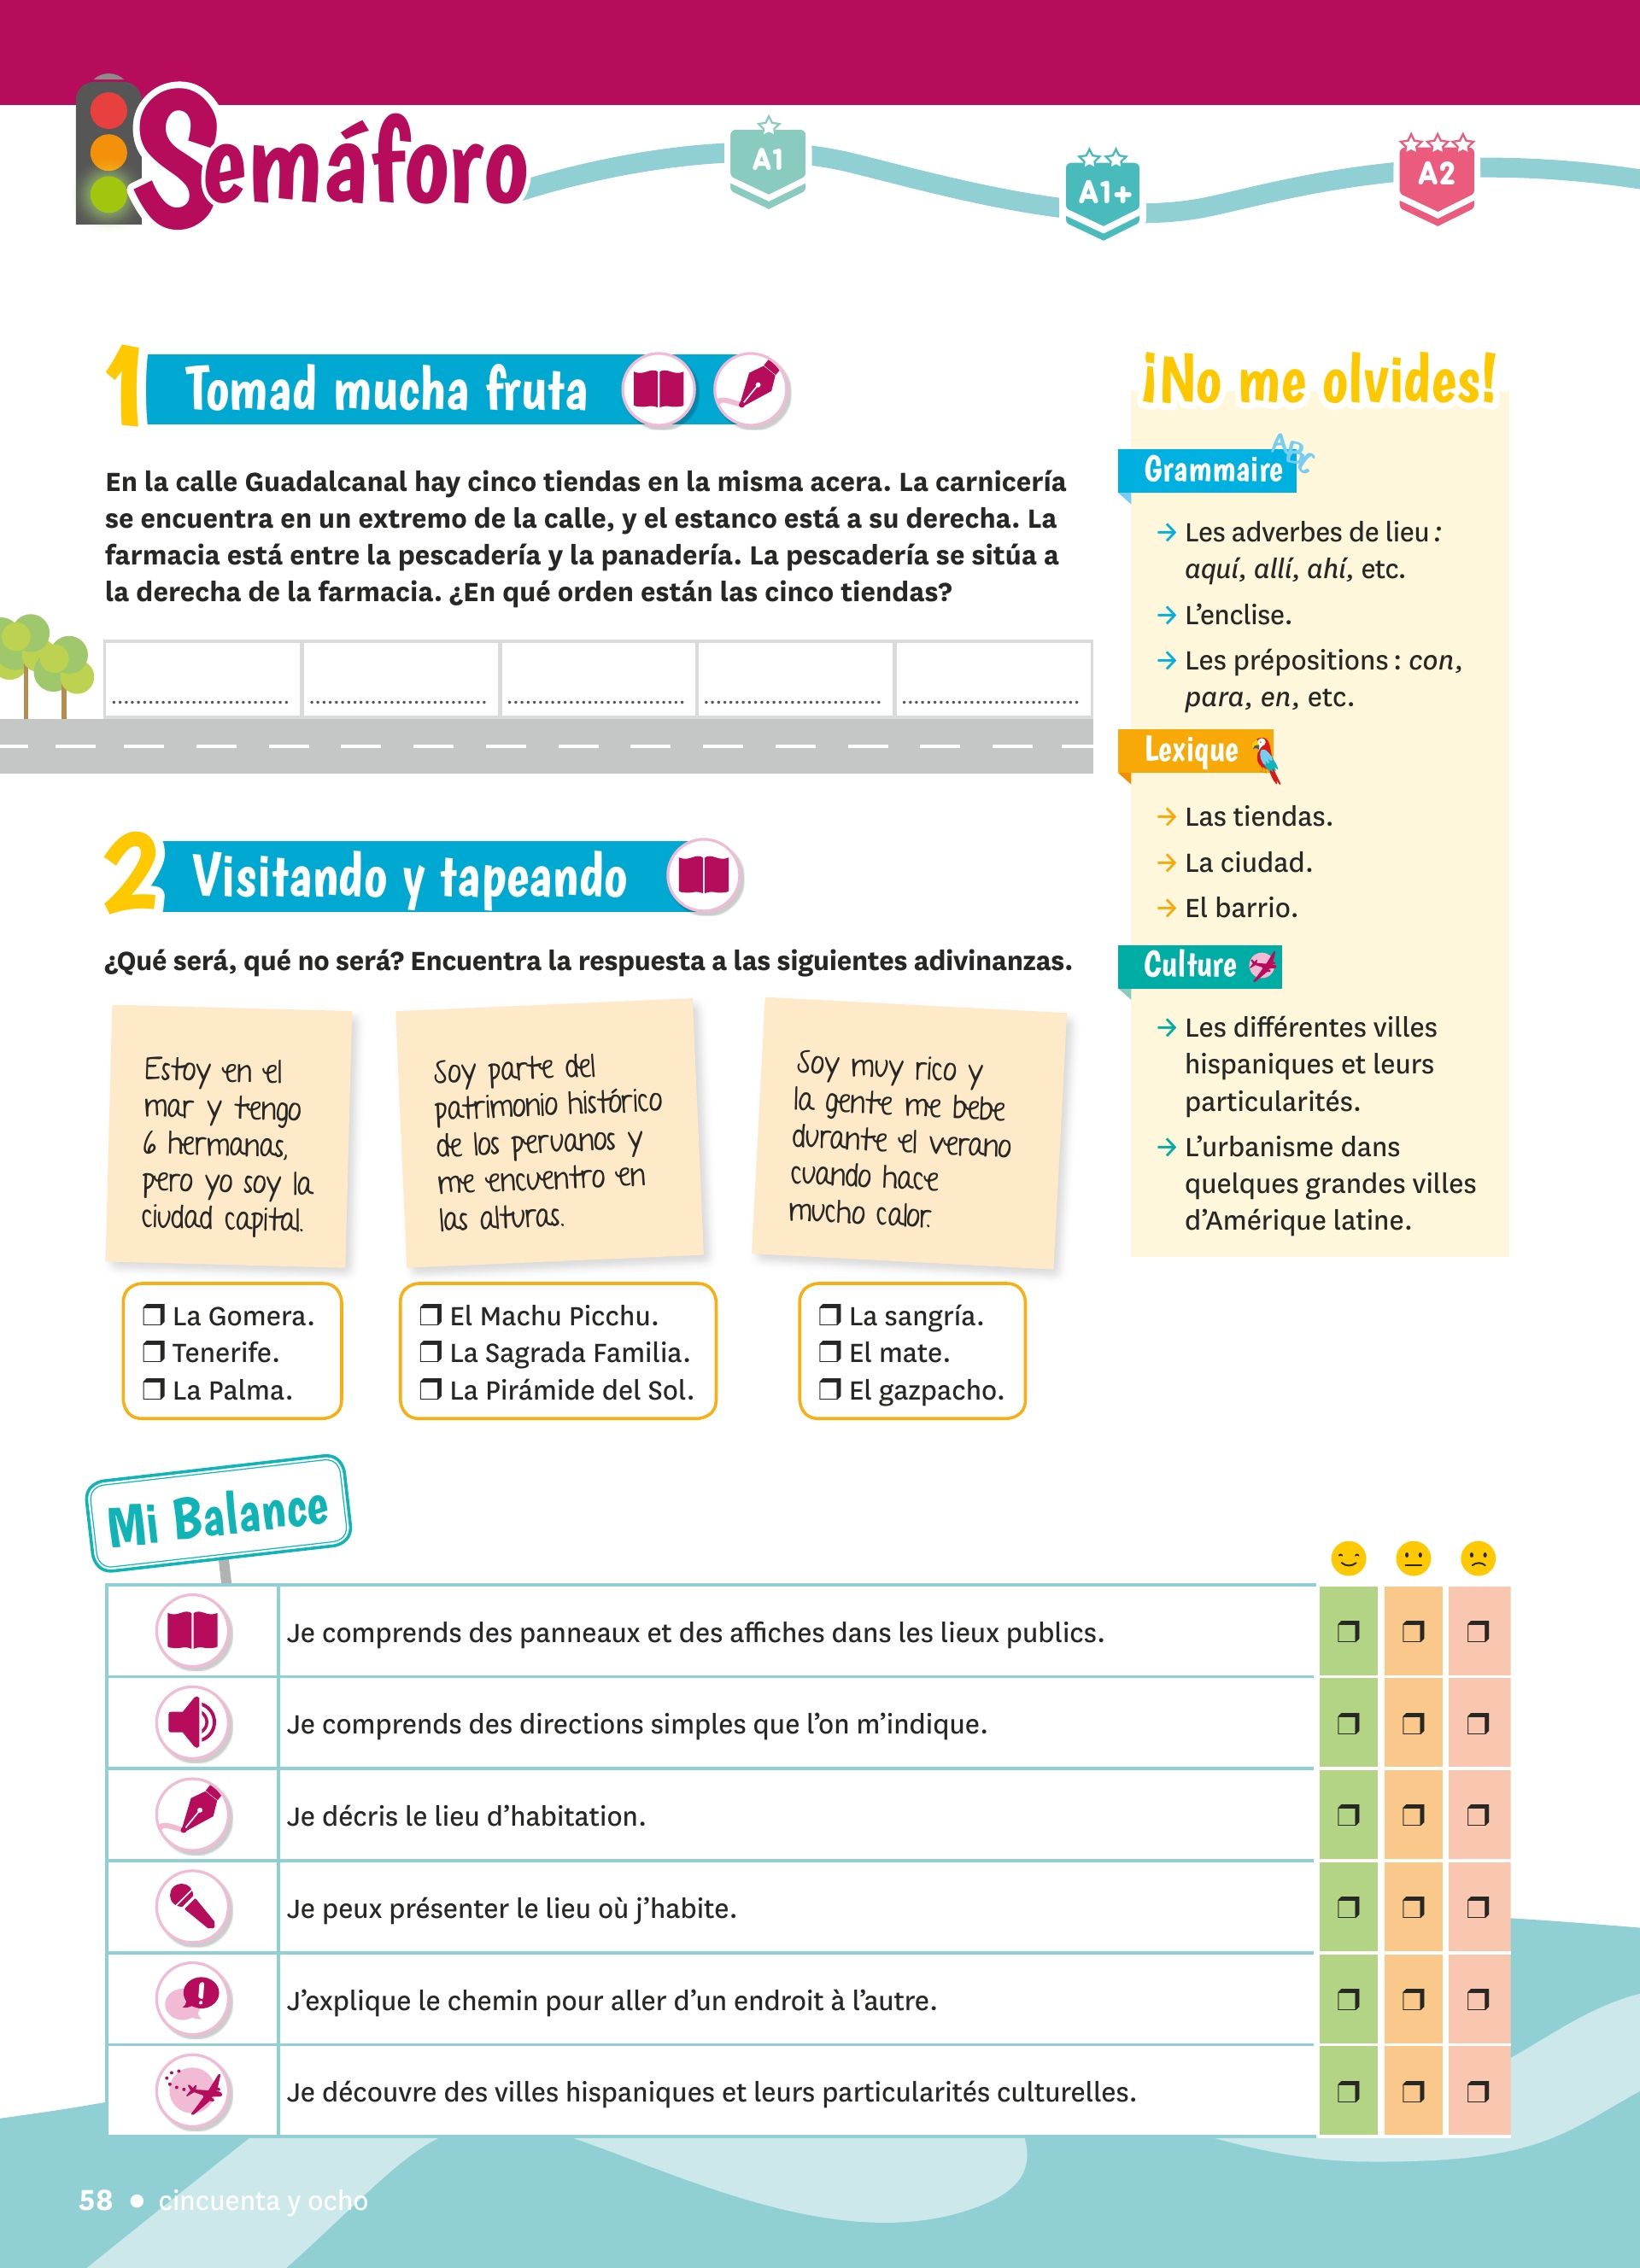 Semáforo
A1
A1+
A2
1 Tomad mucha fruta
En la calle Guadalcanal hay cinco tiendas en la misma acera. La carnicería
se encuentra en un extremo de la calle, y el estanco está a su derecha. La
farmacia está entre la pescadería y la panadería. La pescadería se sitúa a
la derecha de la farmacia. ¿En qué orden están las cinco tiendas?
2 Visitando y tapeando
¿Qué será, qué no será? Encuentra la respuesta a las siguientes adivinanzas.
Estoy en el
mar y tengo
6 hermanas,
pero yo soy la
ciudad capital.
❒ La Gomera.
❒ Tenerife.
❒ La Palma.
Soy parte del
patrimonio histórico
de los peruanos y
me encuentro en
las alturas.
❒ El Machu Picchu.
❒ La Sagrada Familia.
❒ La Pirámide del Sol.
Soy muy rico y
la gente me bebe
durante el verano
cuando hace
mucho calor.
❒ La sangría.
❒ El mate.
❒ El gazpacho.
¡No me olvides!
Grammaire
ABC
→ Les adverbes de lieu :
aquí, allí, ahí, etc.
→ L’enclise.
→ Les prépositions : con,
para, en, etc.
Lexique
→ Las tiendas.
→ La ciudad.
→ El barrio.
Culture
→ Les différentes villes
hispaniques et leurs
particularités.
→ L’urbanisme dans
quelques grandes villes
d’Amérique latine.
Mi Balance
Je comprends des panneaux et des affiches dans les lieux publics.
Je comprends des directions simples que l’on m’indique.
Je décris le lieu d’habitation.
Je peux présenter le lieu où j’habite.
J’explique le chemin pour aller d’un endroit à l’autre.
Je découvre des villes hispaniques et leurs particularités culturelles.
58 • cincuenta y ocho